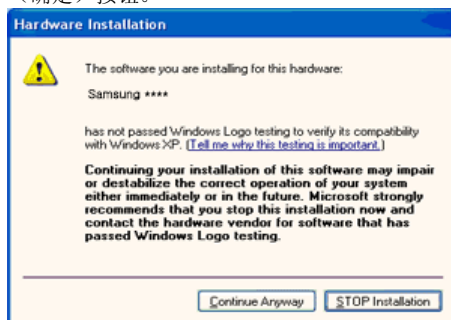 （确定）按钮。
Hardware Installation
The software you are installing for this hardware:
Samsung ****
has not passed Windows Logo testing to verify its compatibility
with Windows XP. (Tell me why this testing is important.)
Continuing your installation of this software may impair
or destabilize the correct operation of your system
either immediately or in the future. Microsoft strongly
recommends that you stop this installation now and
contact the hardware vendor for software that has
passed Windows Logo testing.
Continue Anyway
STOP Installation